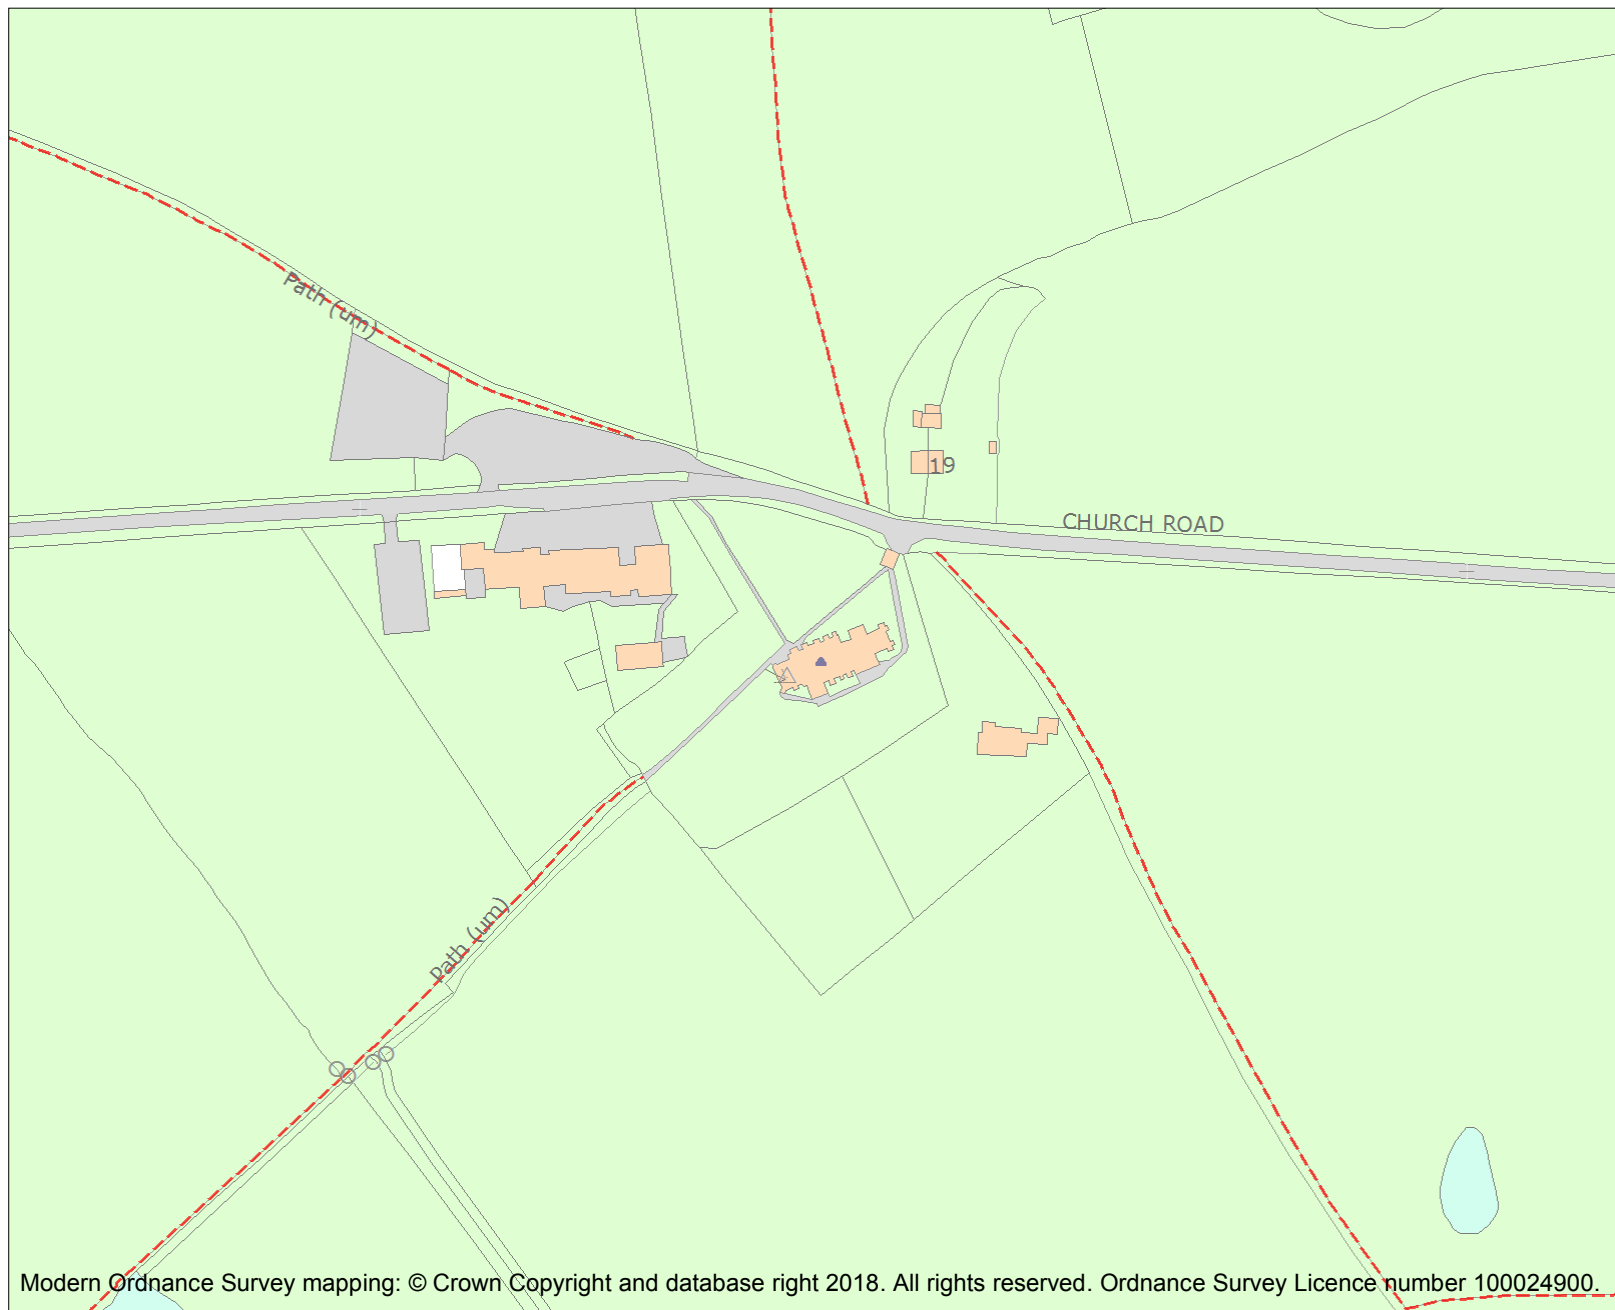 Path (um)
19
CHURCH ROAD
Path (um)
Modern Ordnance Survey mapping: © Crown Copyright and database right 2018. All rights reserved. Ordnance Survey Licence number 100024900.